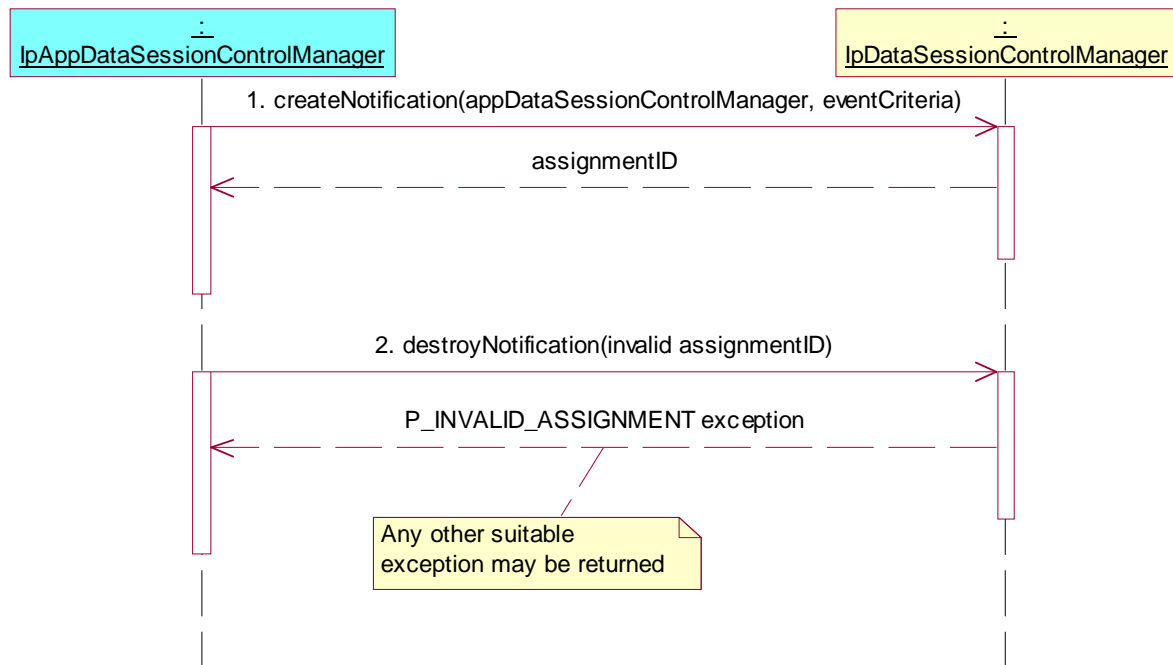 :
IpAppDataSessionControlManager
:
IpDataSessionControlManager
1. createNotification(appDataSessionControlManager, eventCriteria)
assignmentID
2. destroyNotification(invalid assignmentID)
P_INVALID_ASSIGNMENT exception
Any other suitable
exception may be returned